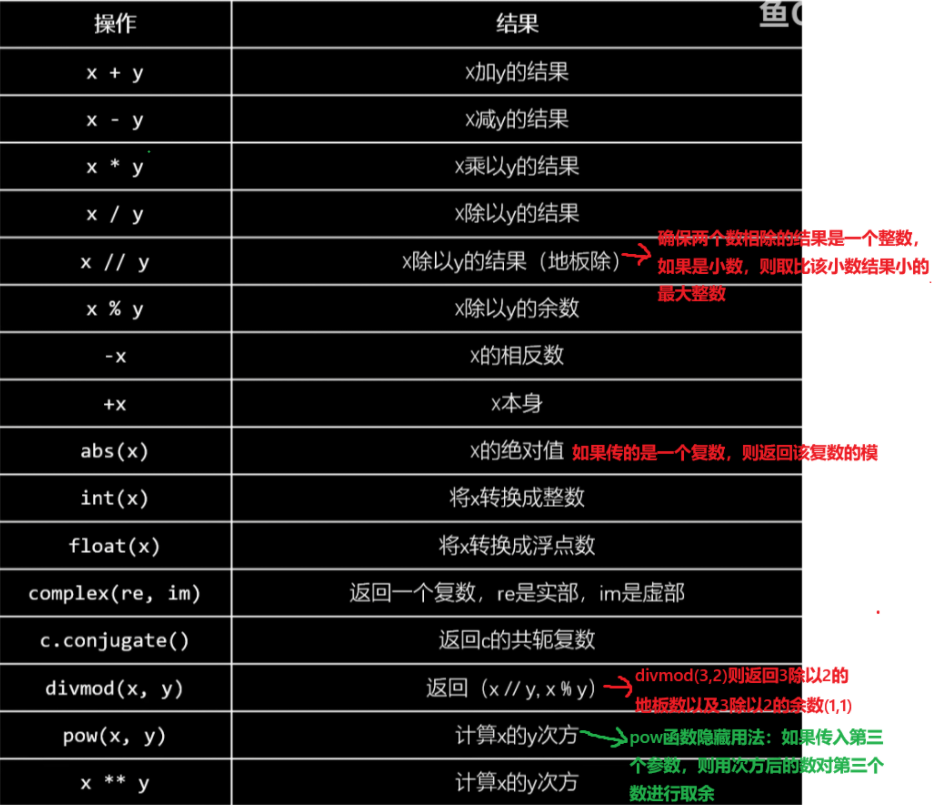 操作 结果
x + y x加y的结果
x - y x减y的结果
x * y x乘以y的结果
x / y x除以y的结果
x // y x除以y的结果（地板除）
确保两个数相除的结果是一个整数，
如果是小数，则取比该小数结果小的
最大整数
x % y x除以y的余数
-x x的相反数
+x x本身
abs(x) x的绝对值 如果传的是一个复数，则返回该复数的模
int(x) 将x转换成整数
float(x) 将x转换成浮点数
complex(re, im) 返回一个复数，re是实部，im是虚部
c.conjugate() 返回c的共轭复数
divmod(x, y) 返回（x // y, x % y）
divmod(3,2)则返回3除以2的
地板数以及3除以2的余数(1,1)
pow(x, y) 计算x的y次方
pow函数隐藏用法：如果传入第三
个参数，则用次方后的数对第三个
数进行取余
x ** y 计算x的y次方
鱼